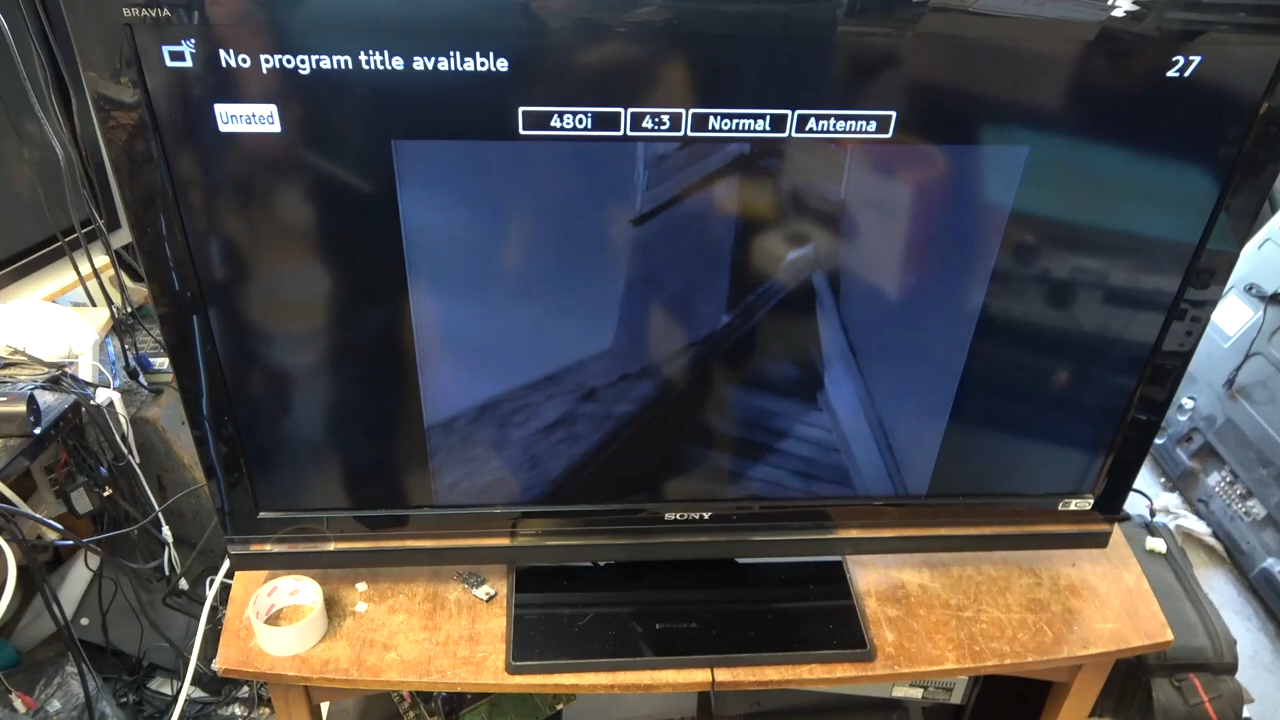 BRAVIA
No program title available
27
Unrated
480i
4:3
Normal
Antenna
SONY